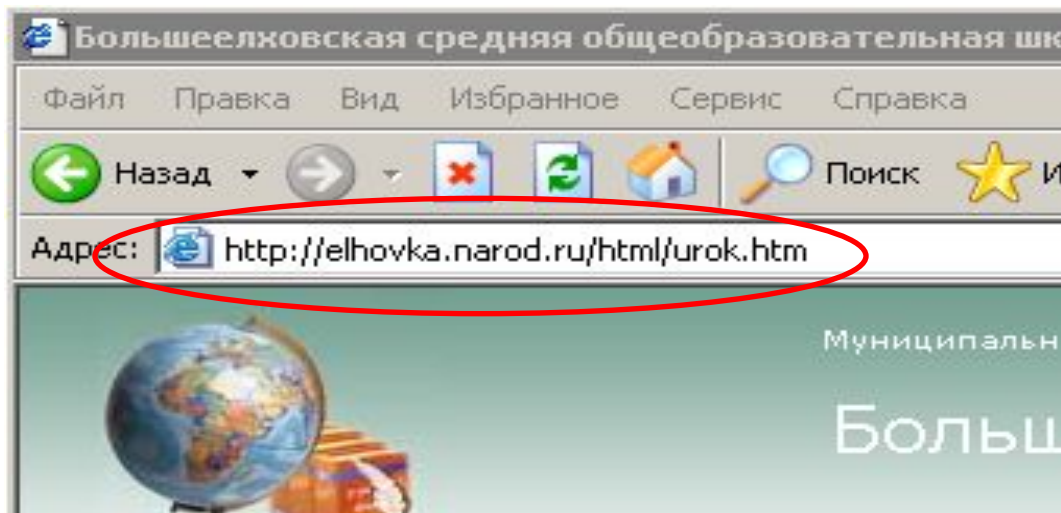 Большеелховская средняя общеобразовательная шк
Файл Правка Вид Избранное Сервис Справка
Назад Поиск И
Адрес: http://elhovka.narod.ru/html/urok.htm
Муниципальн
Больш